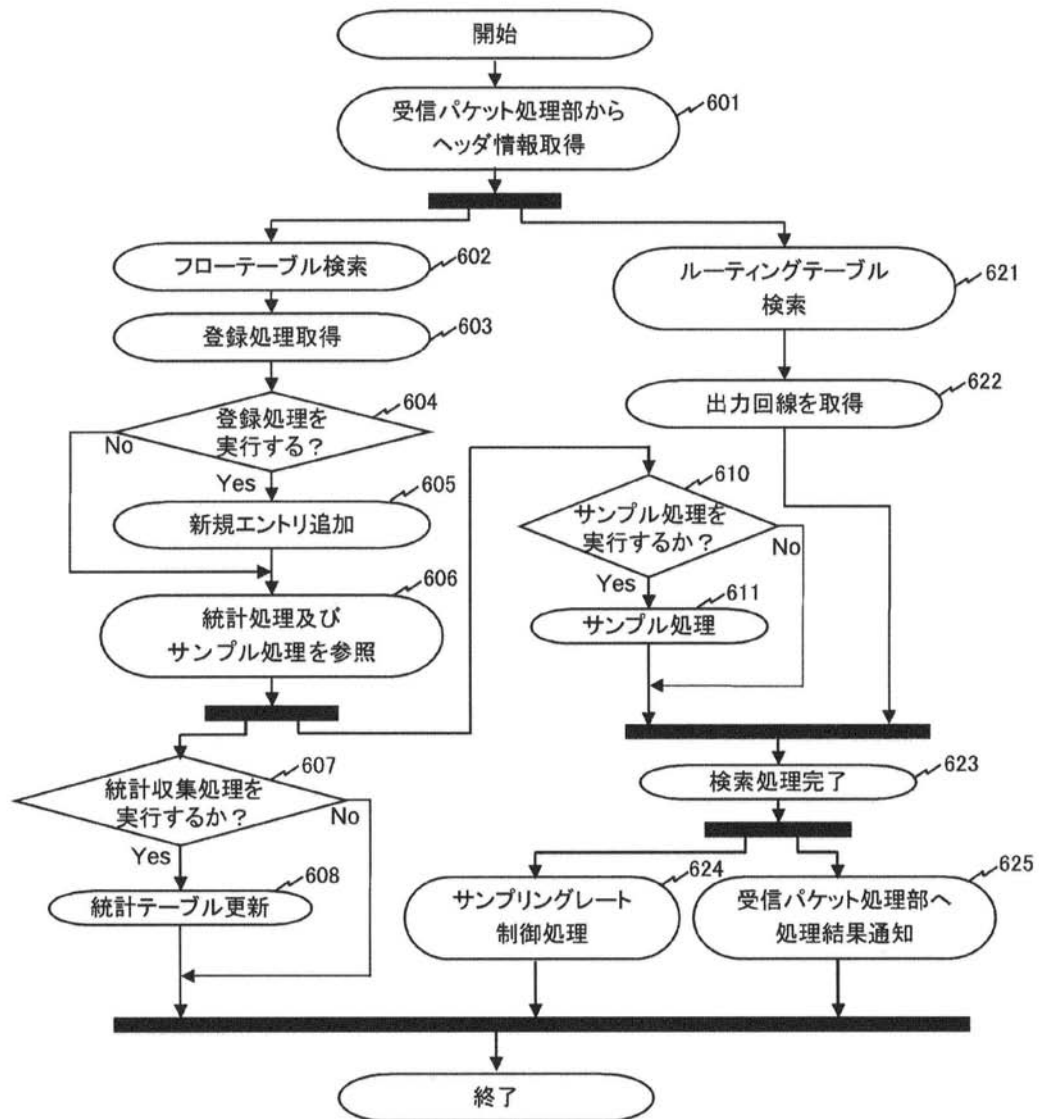 開始
受信パケット処理部から
ヘッダ情報取得
601
フローテーブル検索
602
ルーティングテーブル
検索
621
登録処理取得
603
登録処理を
実行する?
604
No
Yes
出力回線を取得
622
新規エントリ追加
605
サンプル処理を
実行するか?
610
No
Yes
統計処理及び
サンプル処理を参照
606
サンプル処理
611
統計収集処理を
実行するか?
607
No
Yes
検索処理完了
623
統計テーブル更新
608
サンプリングレート
制御処理
624
受信パケット処理部へ
処理結果通知
625
終了